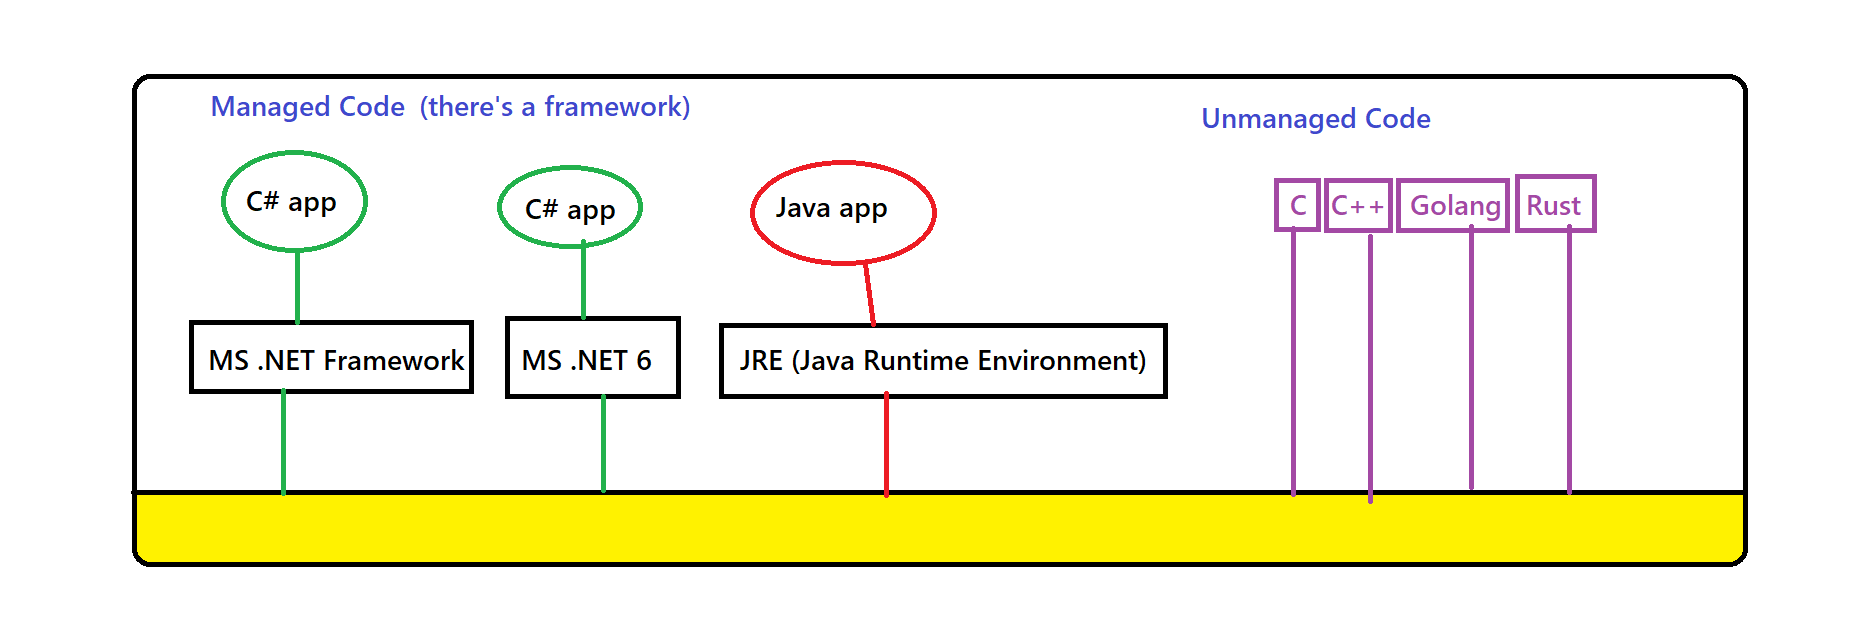 Managed Code (there's a framework)
Unmanaged Code
C# app
C# app
Java app
C
C++
Golang
Rust
MS .NET Framework
MS .NET 6
JRE (Java Runtime Environment)